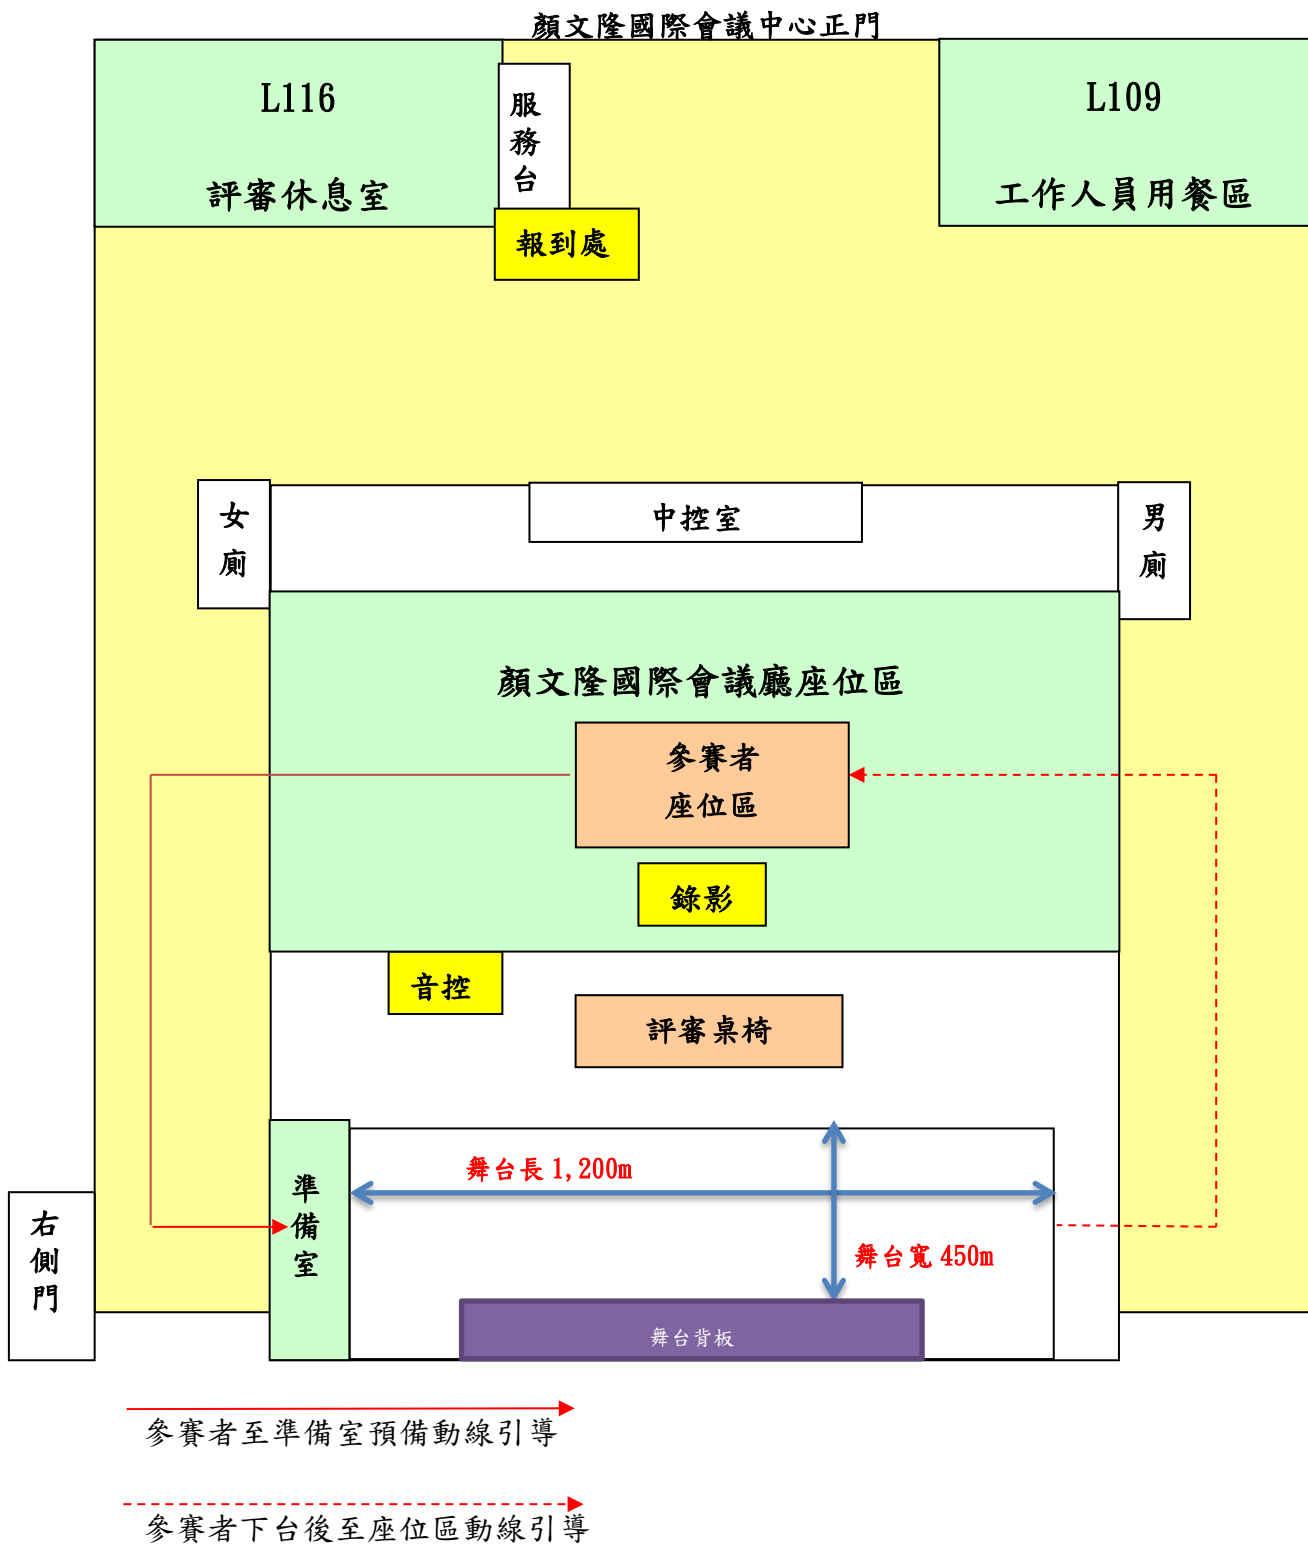 顏文隆國際會議中心正門
L116
評審休息室
服務台
報到處
L109
工作人員用餐區
女廁
中控室
男廁
顏文隆國際會議廳座位區
參賽者
座位區
錄影
音控
評審桌椅
準備室
舞台長 1,200m
舞台寬 450m
右側門
舞台背板
參賽者至準備室預備動線引導
參賽者下台後至座位區動線引導